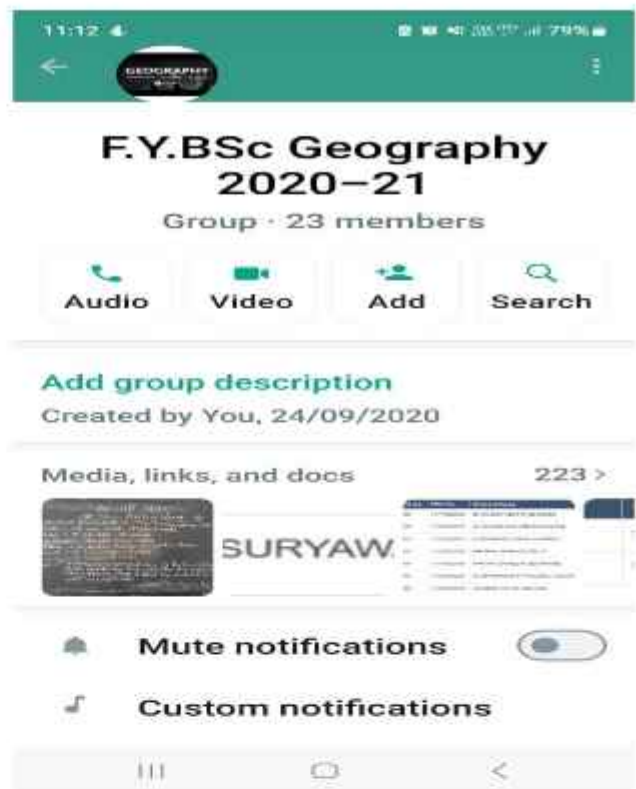 11:12
79%
GEOGRAPHY
F.Y.BSc Geography
2020-21
Group · 23 members
Audio Video Add Search
Add group description
Created by You, 24/09/2020
Media, links, and docs 223 >
SURYAW
Mute notifications
Custom notifications